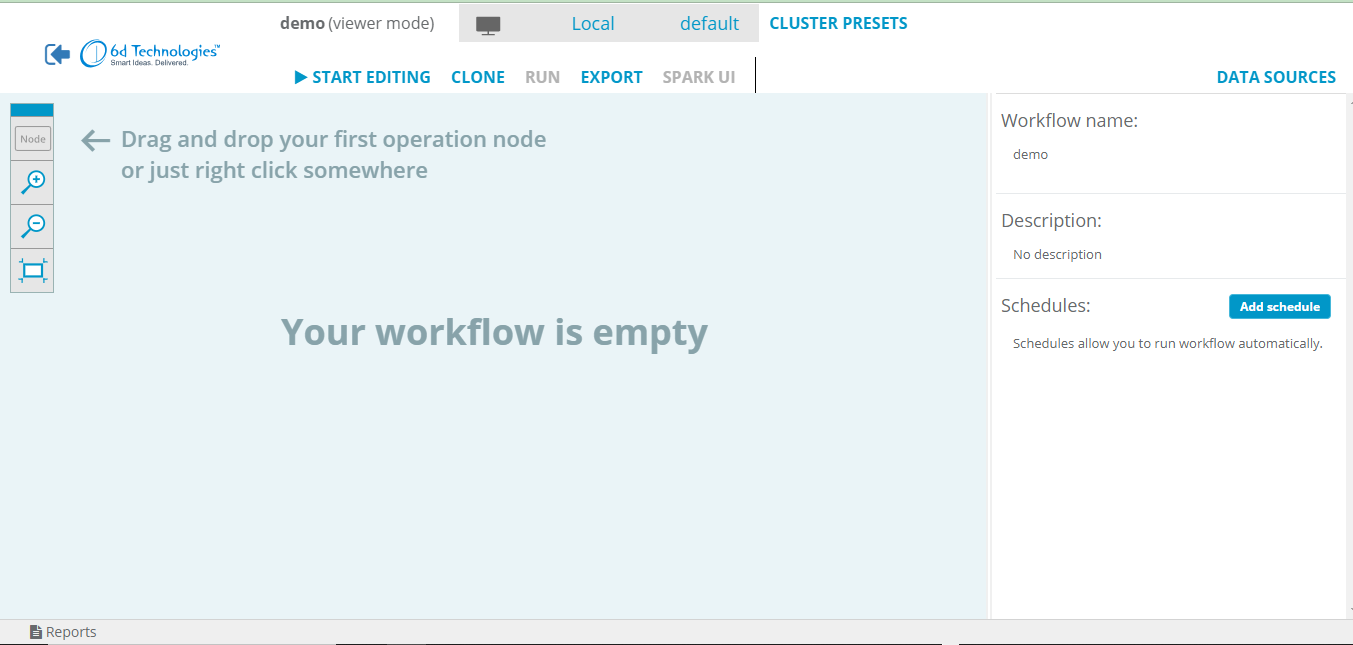 demo (viewer mode) Local default CLUSTER PRESETS
6d Technologies™
Smart Ideas. Delivered.
START EDITING CLONE RUN EXPORT SPARK UI DATA SOURCES
Node
Drag and drop your first operation node
or just right click somewhere
Your workflow is empty
Workflow name:
demo
Description:
No description
Schedules: Add schedule
Schedules allow you to run workflow automatically.
Reports